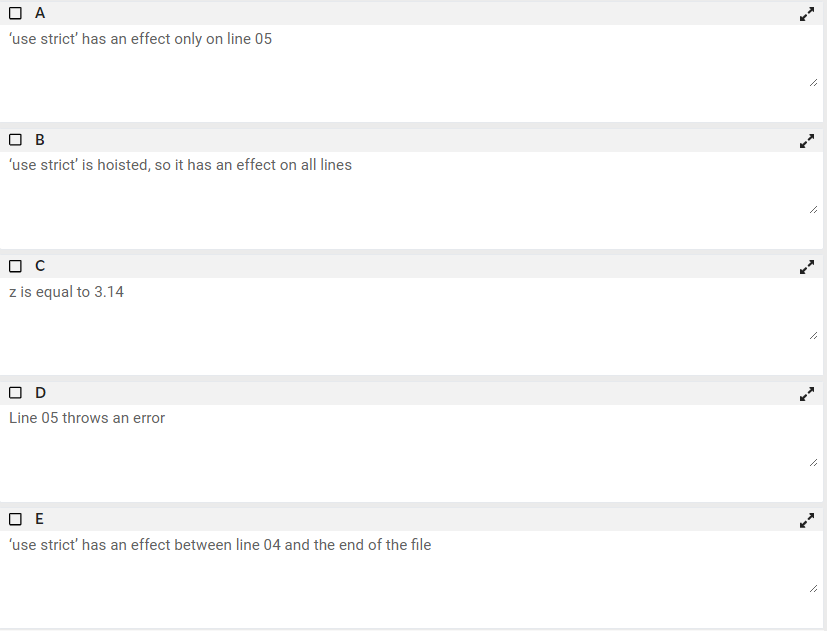 A
‘use strict’ has an effect only on line 05
B
‘use strict’ is hoisted, so it has an effect on all lines
C
z is equal to 3.14
D
Line 05 throws an error
E
‘use strict’ has an effect between line 04 and the end of the file